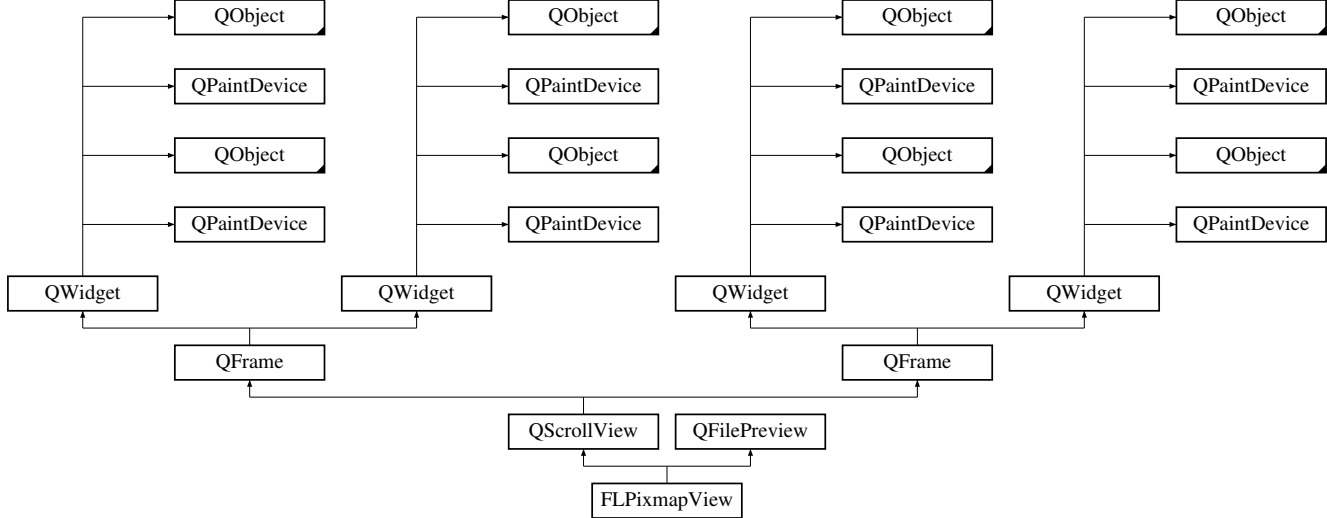 QObject QObject QObject QObject
QPaintDevice QPaintDevice QPaintDevice QPaintDevice
QObject QObject QObject QObject
QPaintDevice QPaintDevice QPaintDevice QPaintDevice
QWidget QWidget QWidget QWidget
QFrame QFrame
QScrollView QFilePreview
FLPixmapView